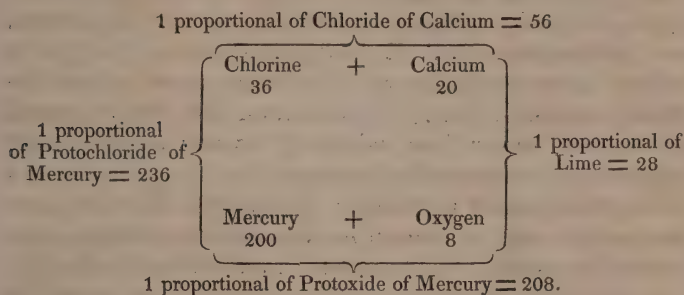 1 proportional of Chloride of Calcium = 56
Chlorine + Calcium
36 20
1 proportional
of Protochloride of
Mercury = 236
1 proportional of
Lime = 28
Mercury + Oxygen
200 8
1 proportional of Protoxide of Mercury = 208.